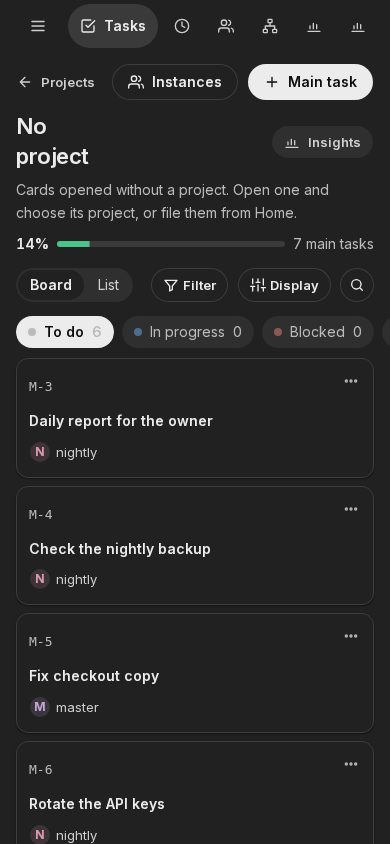 Tasks
Projects
Instances
Main task
No
project
Insights
Cards opened without a project. Open one and
choose its project, or file them from Home.
14%
7 main tasks
Board
List
Filter
Display
To do 6
In progress 0
Blocked 0
M-3
Daily report for the owner
N nightly
M-4
Check the nightly backup
N nightly
M-5
Fix checkout copy
M master
M-6
Rotate the API keys
N nightly